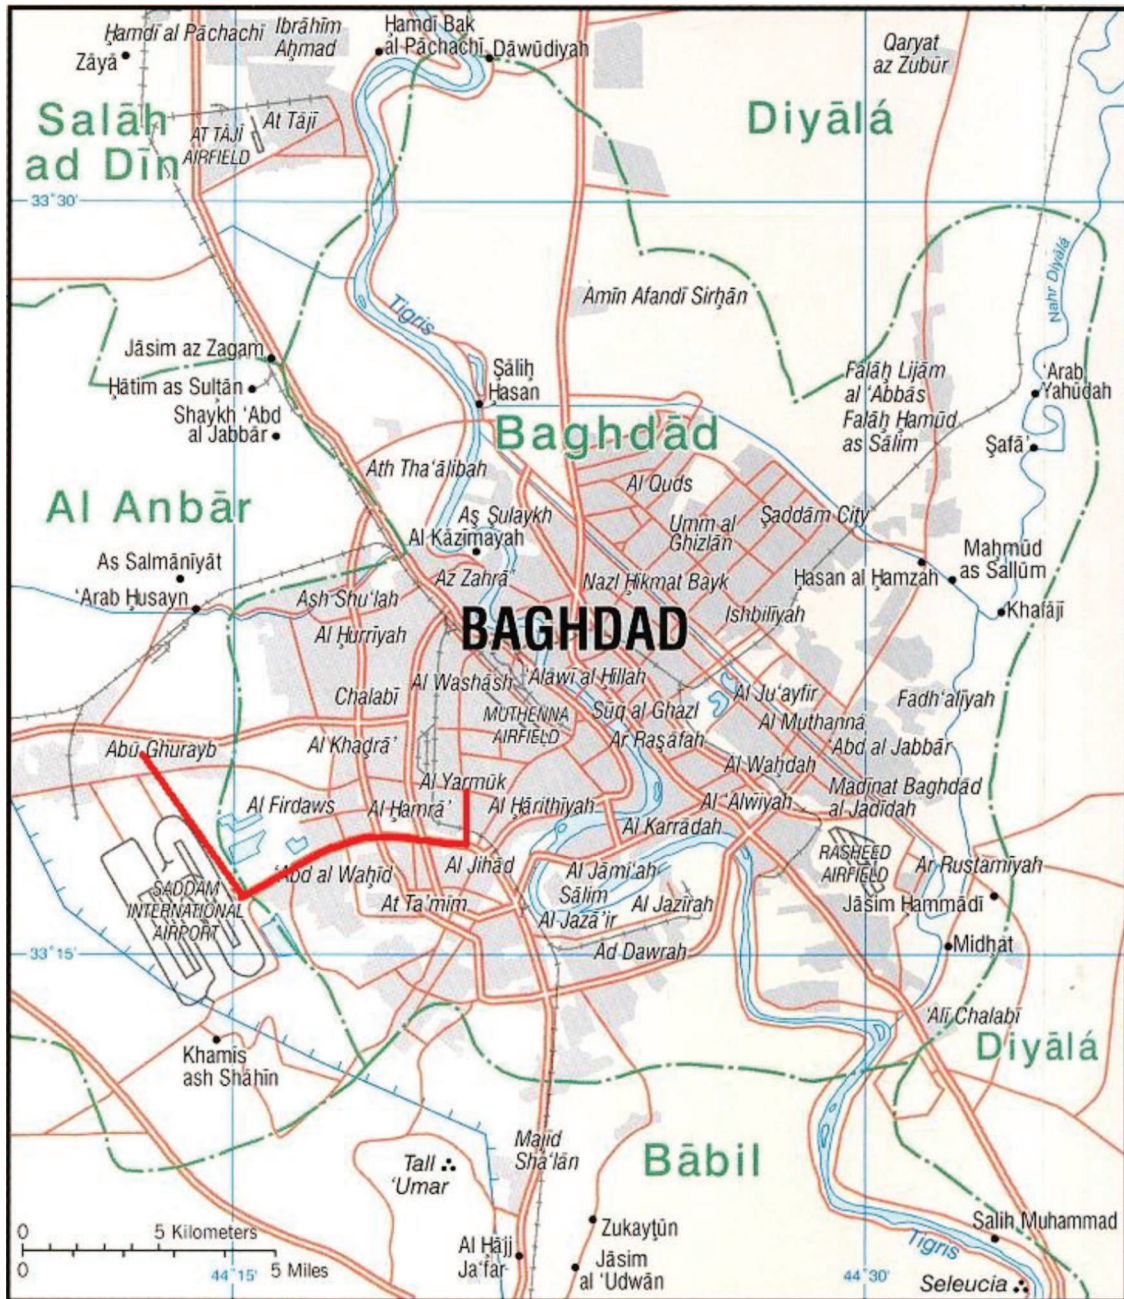 Ḩamdī al Pāchachī
Ibrāhīm
Aḩmad
Ḩamdī Bak
al Pāchachī
Dāwūdīyah
Zāyā
Qaryat
az Zubūr
Salāh
ad Dīn
AT TĀJĪ
AIRFIELD
At Tājī
Diyālá
33°30'
Nahr Diyālá
Amīn Afandī Sirḩān
Tigris
Jāsim az Zagam
Ḩātim as Sulţān
Shaykh ‘Abd
al Jabbār
Şāliḩ
Ḩasan
Falāḩ Lijām
al ‘Abbās
Falāḩ Ḩamūd
as Sālim
‘Arab
Yahūdah
Şafā’
Baghdād
Ath Tha‘ālibah
Al Quds
Al Anbār
Aş Şulaykh
Al Kāzimayah
Umm al
Ghizlān
Şaddām City
As Salmānīyāt
‘Arab Ḩusayn
Az Zahrā’
Nazl Ḩikmat Bayk
Ḩasan al Ḩamzah
Maḩmūd
as Sallūm
Ash Shu‘lah
Khafājī
Al Ḩurrīyah
BAGHDAD
Ishbīlīyah
Chalabī
Al Washāsh
‘Alāwī al Ḩillah
Al Ju‘ayfir
Fadh‘alīyah
MUTHENNA
AIRFIELD
Sūq al Ghazl
Al Muthanná
Abū Ghurayb
Al Khaḑrā’
Ar Raşāfah
‘Abd al Jabbār
Al Yarmūk
Al Waḩdah
Madīnat Baghdād
al Jadīdah
Al Firdaws
Al Ḩamrā’
Al Ḩārithīyah
Al ‘Alwīyah
Al Karrādah
‘Abd al Waḩid
Al Jihād
Al Jāmi‘ah
RASHEED
AIRFIELD
Ar Rustamīyah
SADDAM
INTERNATIONAL
AIRPORT
At Ta’mīm
Sālim
Al Jazīrah
Jāsim Ḩammādī
Al Jazā’ir
33°15'
Ad Dawrah
Midḩat
‘Alī Chalabī
Diyālá
Khamīs
ash Shāhīn
Bābil
Majīd
Sha‘lān
Tall
‘Umar
Zukayţūn
Salih Muhammad
0 5 Kilometers
0 5 Miles
Al Ḩājj
Ja‘far
Jāsim
al ‘Udwān
Tigris
44°15'
44°30'
Seleucia